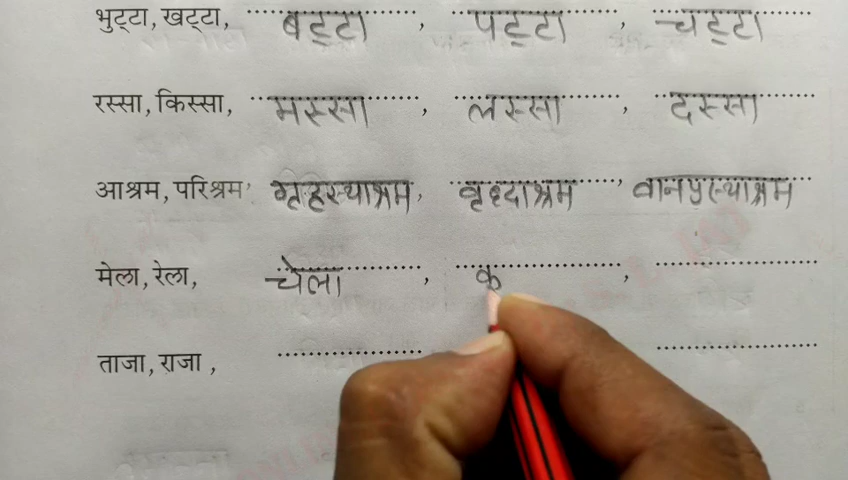 भुट्टा, खट्टा, बट्टा, पट्टा, चट्टा
रस्सा, किस्सा, मस्सा, लस्सा, दस्सा
आश्रम, परिश्रम, गृहस्थाश्रम, वृध्दाश्रम, वानप्रस्थाश्रम
मेला, रेला, चेला, क
ताजा, राजा,